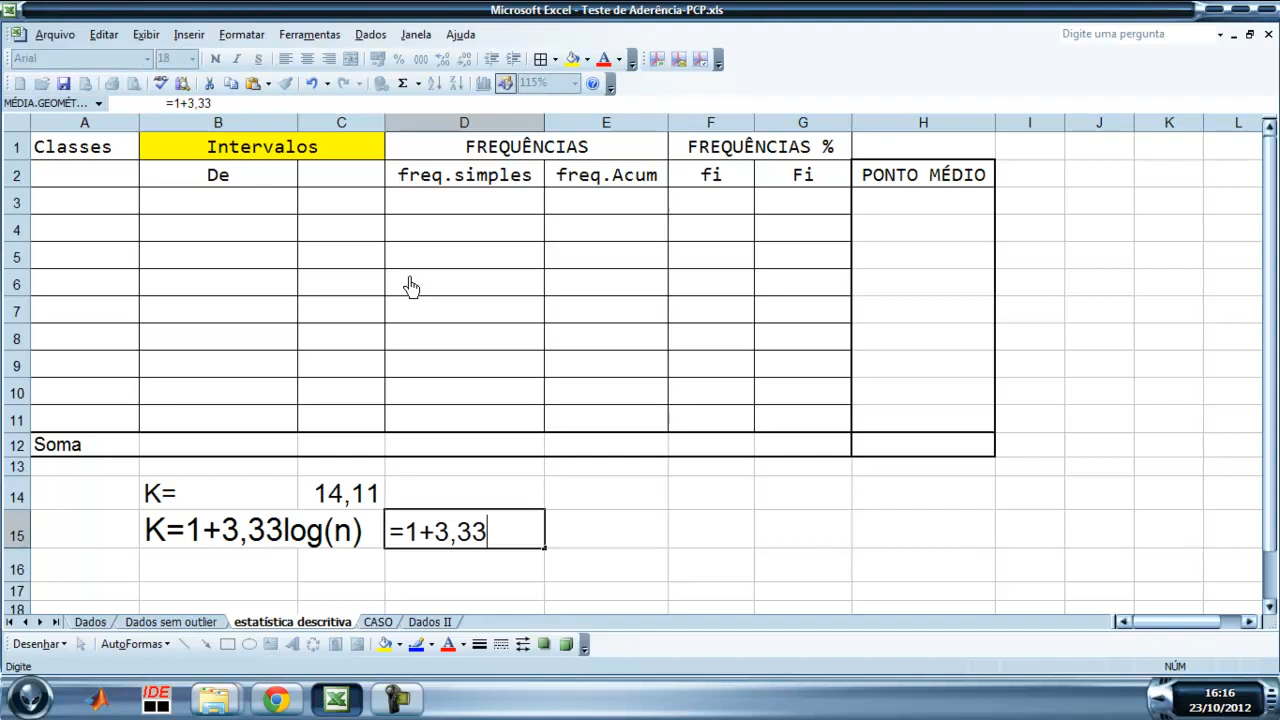 Microsoft Excel - Teste de Aderência-PCP.xls
Arquivo Editar Exibir Inserir Formatar Ferramentas Dados Janela Ajuda Digite uma pergunta
Arial 18 N I S % 000
115%
MÉDIA.GEOMÉT... =1+3,33
A B C D E F G H I J K L
1 Classes Intervalos FREQUÊNCIAS FREQUÊNCIAS %
2 De freq.simples freq.Acum fi Fi PONTO MÉDIO
3
4
5
6
7
8
9
10
11
12 Soma
13
14 K= 14,11
15 K=1+3,33log(n) =1+3,33
16
17
18
Dados Dados sem outlier estatística descritiva CASO Dados II
Desenhar AutoFormas
Digite NÚM
IDE 16:16
23/10/2012